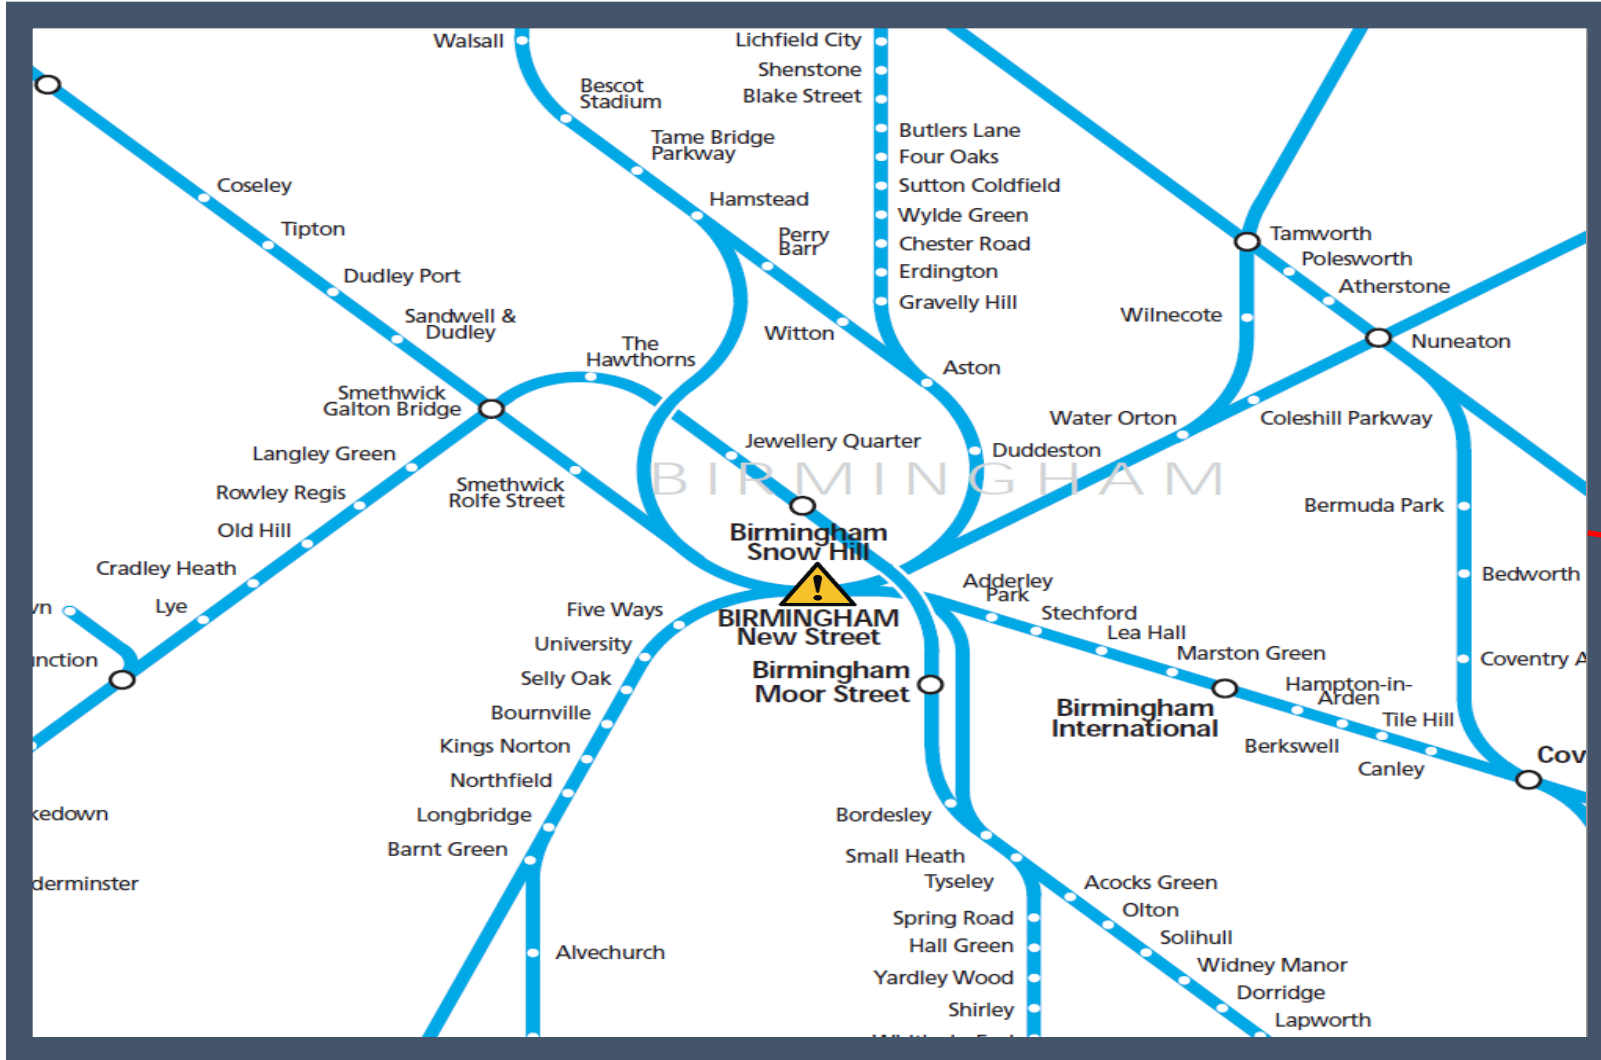 Walsall
Lichfield City
Shenstone
Blake Street
Bescot
Stadium
Tame Bridge
Parkway
Butlers Lane
Four Oaks
Sutton Coldfield
Wylde Green
Chester Road
Erdington
Gravelly Hill
Hamstead
Perry
Barr
Witton
Aston
Duddeston
Coseley
Tipton
Dudley Port
Sandwell &
Dudley
The
Hawthorns
Smethwick
Galton Bridge
Langley Green
Rowley Regis
Old Hill
Cradley Heath
Lye
vn
unction
Smethwick
Rolfe Street
Jewellery Quarter
BIRMINGHAM
Birmingham
Snow Hill
!
BIRMINGHAM
New Street
Birmingham
Moor Street
Tamworth
Polesworth
Atherstone
Wilnecote
Nuneaton
Water Orton
Coleshill Parkway
Bermuda Park
Bedworth
Coventry A
Adderley
Park
Stechford
Lea Hall
Marston Green
Birmingham
International
Hampton-in-
Arden
Tile Hill
Berkswell
Canley
Cov
Five Ways
University
Selly Oak
Bournville
Kings Norton
Northfield
Longbridge
Barnt Green
Alvechurch
kedown
derminster
Bordesley
Small Heath
Tyseley
Spring Road
Hall Green
Yardley Wood
Shirley
Acocks Green
Olton
Solihull
Widney Manor
Dorridge
Lapworth